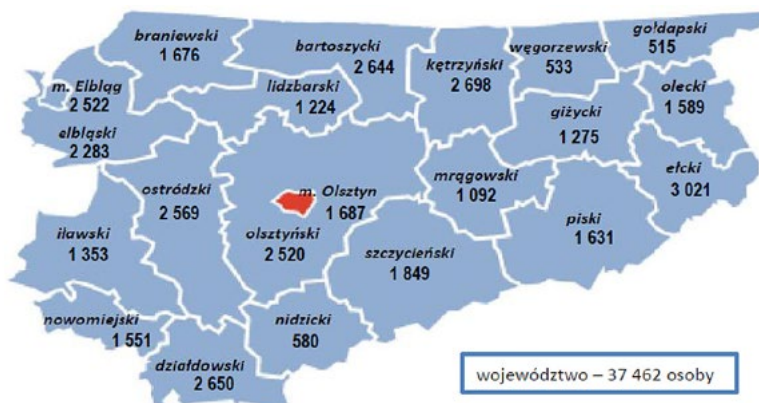 braniewski
1 676
bartoszycki
2 644
kętrzyński
2 698
węgorzewski
533
gołdapski
515
m. Elbląg
2 522
lidzbarski
1 224
giżycki
1 275
olecki
1 589
elbląski
2 283
ostródzki
2 569
m. Olsztyn
1 687
mrągowski
1 092
ełcki
3 021
iławski
1 353
olsztyński
2 520
szczycieński
1 849
piski
1 631
nowomiejski
1 551
nidzicki
580
działdowski
2 650
województwo – 37 462 osoby